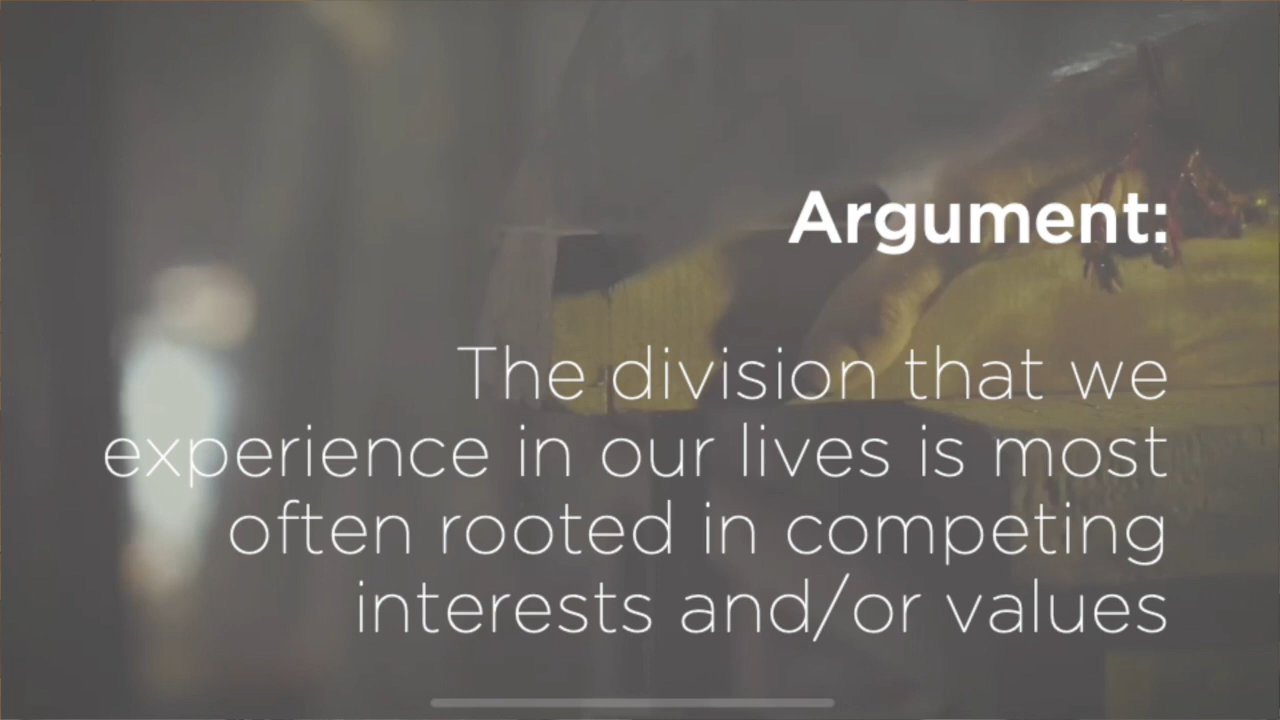 Argument:
The division that we
experience in our lives is most
often rooted in competing
interests and/or values